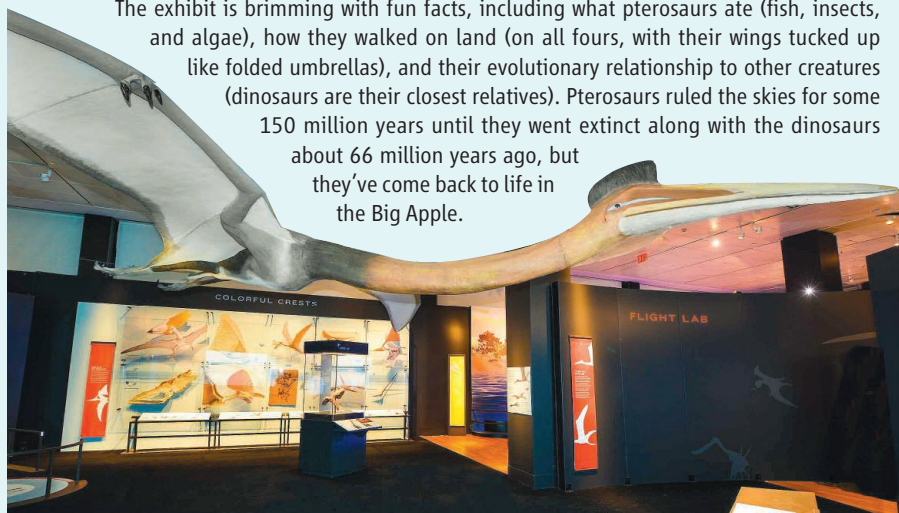 The exhibit is brimming with fun facts, including what pterosaurs ate (fish, insects,
and algae), how they walked on land (on all fours, with their wings tucked up
like folded umbrellas), and their evolutionary relationship to other creatures
(dinosaurs are their closest relatives). Pterosaurs ruled the skies for some
150 million years until they went extinct along with the dinosaurs
about 66 million years ago, but
they’ve come back to life in
the Big Apple.
COLORFUL CRESTS
FLIGHT LAB